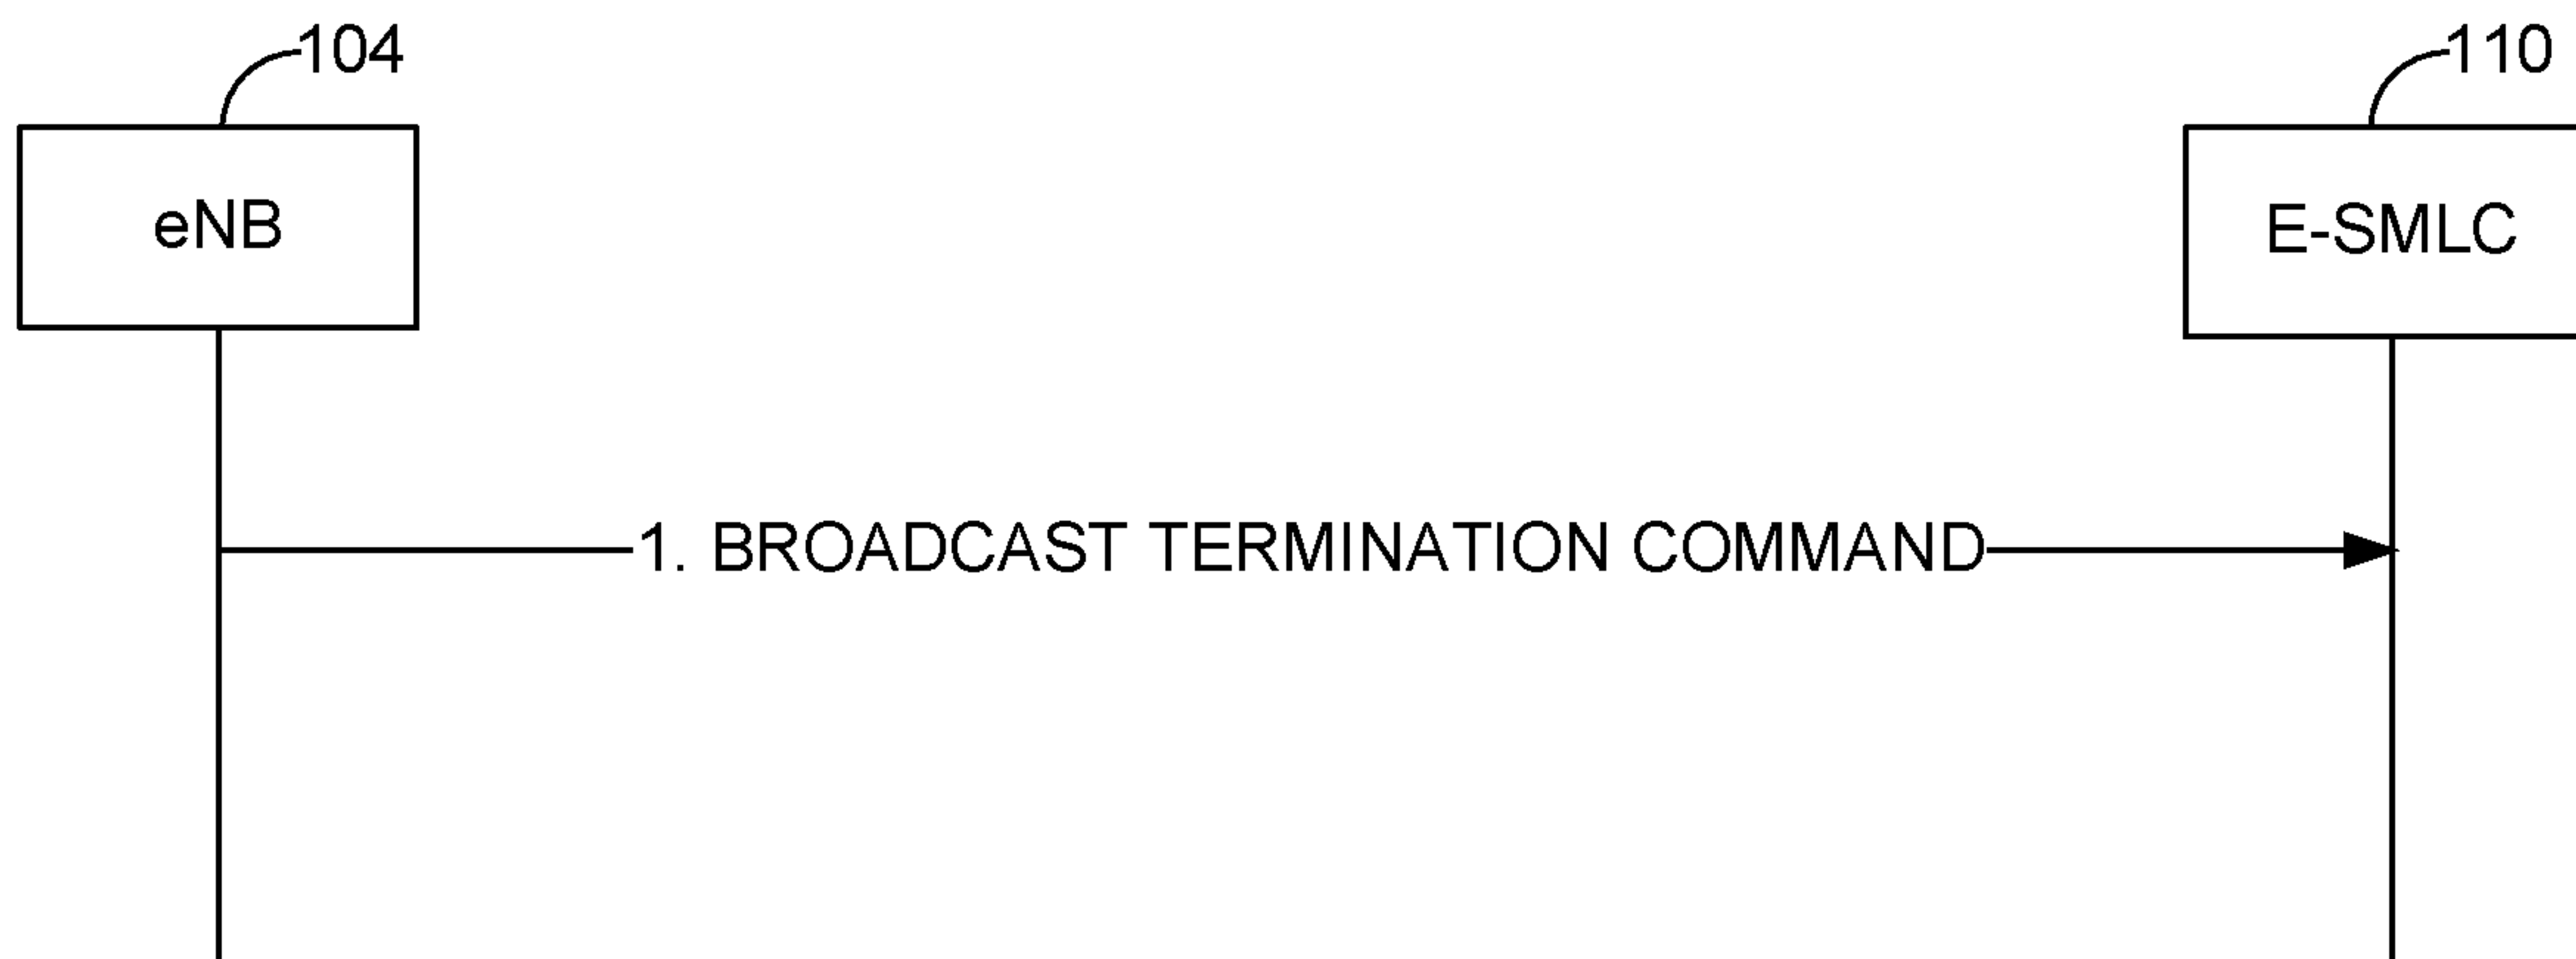 104
110
eNB
E-SMLC
1. BROADCAST TERMINATION COMMAND